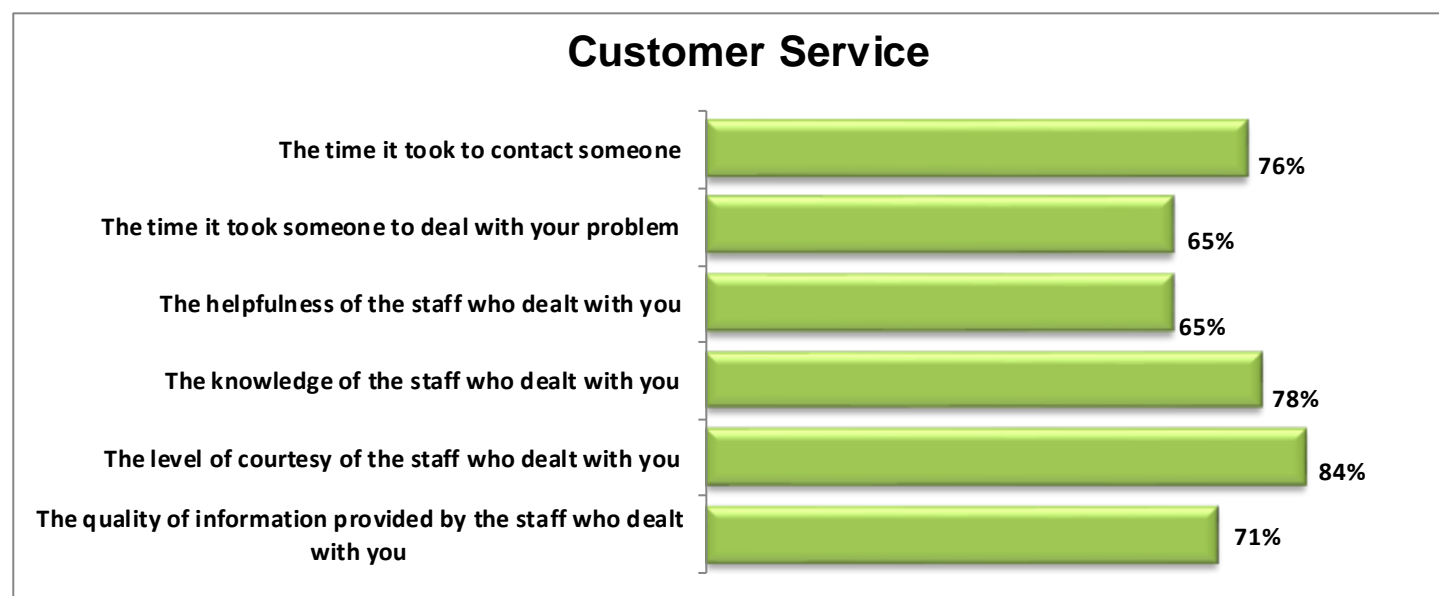 Customer Service
The time it took to contact someone
76%
The time it took someone to deal with your problem
65%
The helpfulness of the staff who dealt with you
65%
The knowledge of the staff who dealt with you
78%
The level of courtesy of the staff who dealt with you
84%
The quality of information provided by the staff who dealt
with you
71%